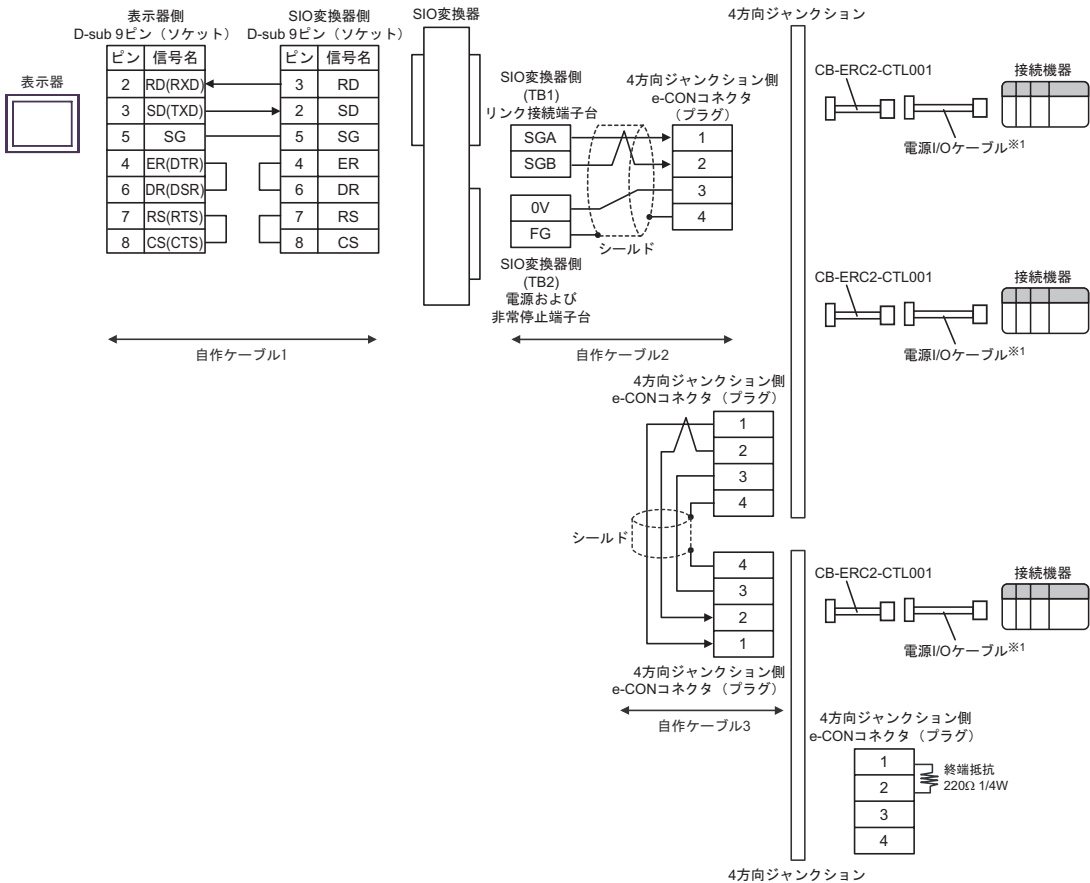 表示器
表示器側
D-sub 9ピン（ソケット）
ピン 信号名
2 RD(RXD)
3 SD(TXD)
5 SG
4 ER(DTR)
6 DR(DSR)
7 RS(RTS)
8 CS(CTS)
SIO変換器側
D-sub 9ピン（ソケット）
ピン 信号名
3 RD
2 SD
5 SG
4 ER
6 DR
7 RS
8 CS
自作ケーブル1
SIO変換器
SIO変換器側
(TB1)
リンク接続端子台
SGA
SGB
0V
FG
SIO変換器側
(TB2)
電源および
非常停止端子台
シールド
4方向ジャンクション側
e-CONコネクタ
（プラグ）
1
2
3
4
自作ケーブル2
4方向ジャンクション
CB-ERC2-CTL001
接続機器
電源I/Oケーブル※1
CB-ERC2-CTL001
接続機器
電源I/Oケーブル※1
4方向ジャンクション側
e-CONコネクタ（プラグ）
1
2
3
4
シールド
4
3
2
1
4方向ジャンクション側
e-CONコネクタ（プラグ）
自作ケーブル3
CB-ERC2-CTL001
接続機器
電源I/Oケーブル※1
4方向ジャンクション側
e-CONコネクタ（プラグ）
1
2
3
4
終端抵抗
220Ω 1/4W
4方向ジャンクション